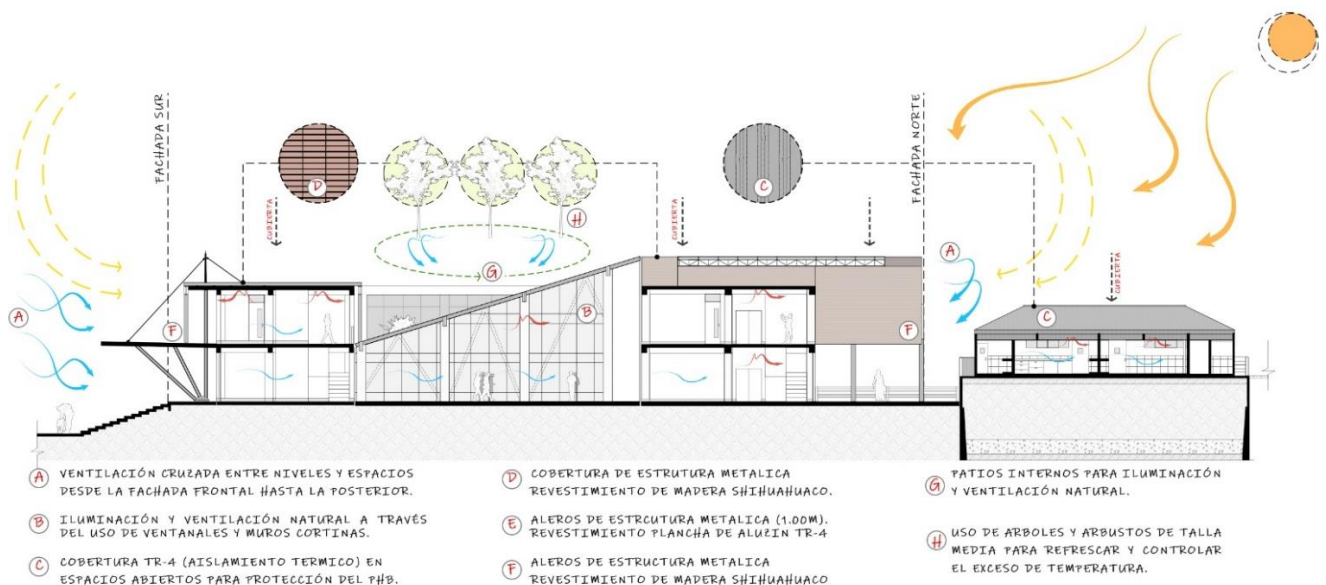 FACHADA SUR
FACHADA NORTE
D
C
H
CUBIERTA
CUBIERTA
CUBIERTA
G
A
A
B
C
F
F
A VENTILACIÓN CRUZADA ENTRE NIVELES Y ESPACIOS
DESDE LA FACHADA FRONTAL HASTA LA POSTERIOR.
B ILUMINACIÓN Y VENTILACIÓN NATURAL A TRAVÉS
DEL USO DE VENTANALES Y MUROS CORTINAS.
C COBERTURA TR-4 (AISLAMIENTO TERMICO) EN
ESPACIOS ABIERTOS PARA PROTECCIÓN DEL PHB.
D COBERTURA DE ESTRUTURA METALICA
REVESTIMIENTO DE MADERA SHIHUAHUACO.
E ALEROS DE ESTRCUTURA METALICA (1.00M).
REVESTIMIENTO PLANCHA DE ALUZIN TR-4
F ALEROS DE ESTRUCTURA METALICA
REVESTIMIENTO DE MADERA SHIHUAHUACO
G PATIOS INTERNOS PARA ILUMINACIÓN
Y VENTILACIÓN NATURAL.
H USO DE ARBOLES Y ARBUSTOS DE TALLA
MEDIA PARA REFRESCAR Y CONTROLAR
EL EXCESO DE TEMPERATURA.